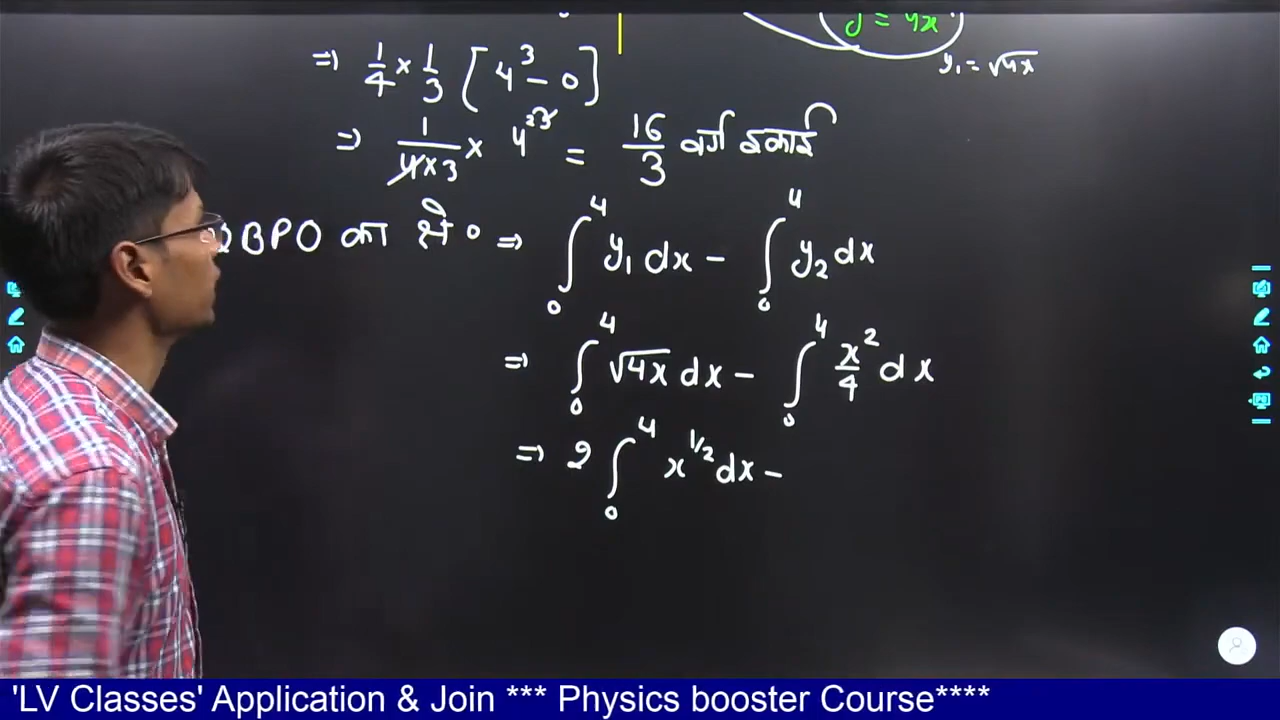 y = 4x
y₁ = √4x
⇒ 1/4 × 1/3 [4³ – 0]
⇒ 1/(4×3) × 4²³ = 16/3 वर्ग इकाई
QBPO का क्षे० ⇒ ∫₀⁴ y₁ dx – ∫₀⁴ y₂ dx
⇒ ∫₀⁴ √4x dx – ∫₀⁴ x²/4 dx
⇒ 2 ∫₀⁴ x^1/2 dx –
'LV Classes' Application & Join *** Physics booster Course****